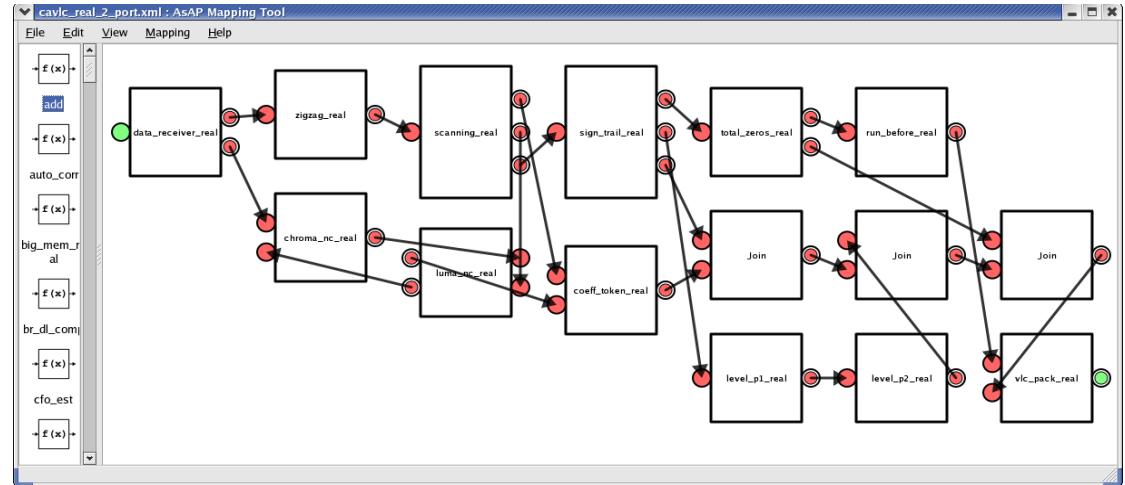 cavlc_real_2_port.xml : AsAP Mapping Tool
File Edit View Mapping Help
f(x)
add
f(x)
auto_corr
f(x)
big_mem_r
al
f(x)
br_dl_comp
f(x)
cfo_est
f(x)
data_receiver_real
zigzag_real
scanning_real
sign_trail_real
total_zeros_real
run_before_real
chroma_nc_real
luma_nc_real
coeff_token_real
Join
Join
Join
level_p1_real
level_p2_real
vlc_pack_real